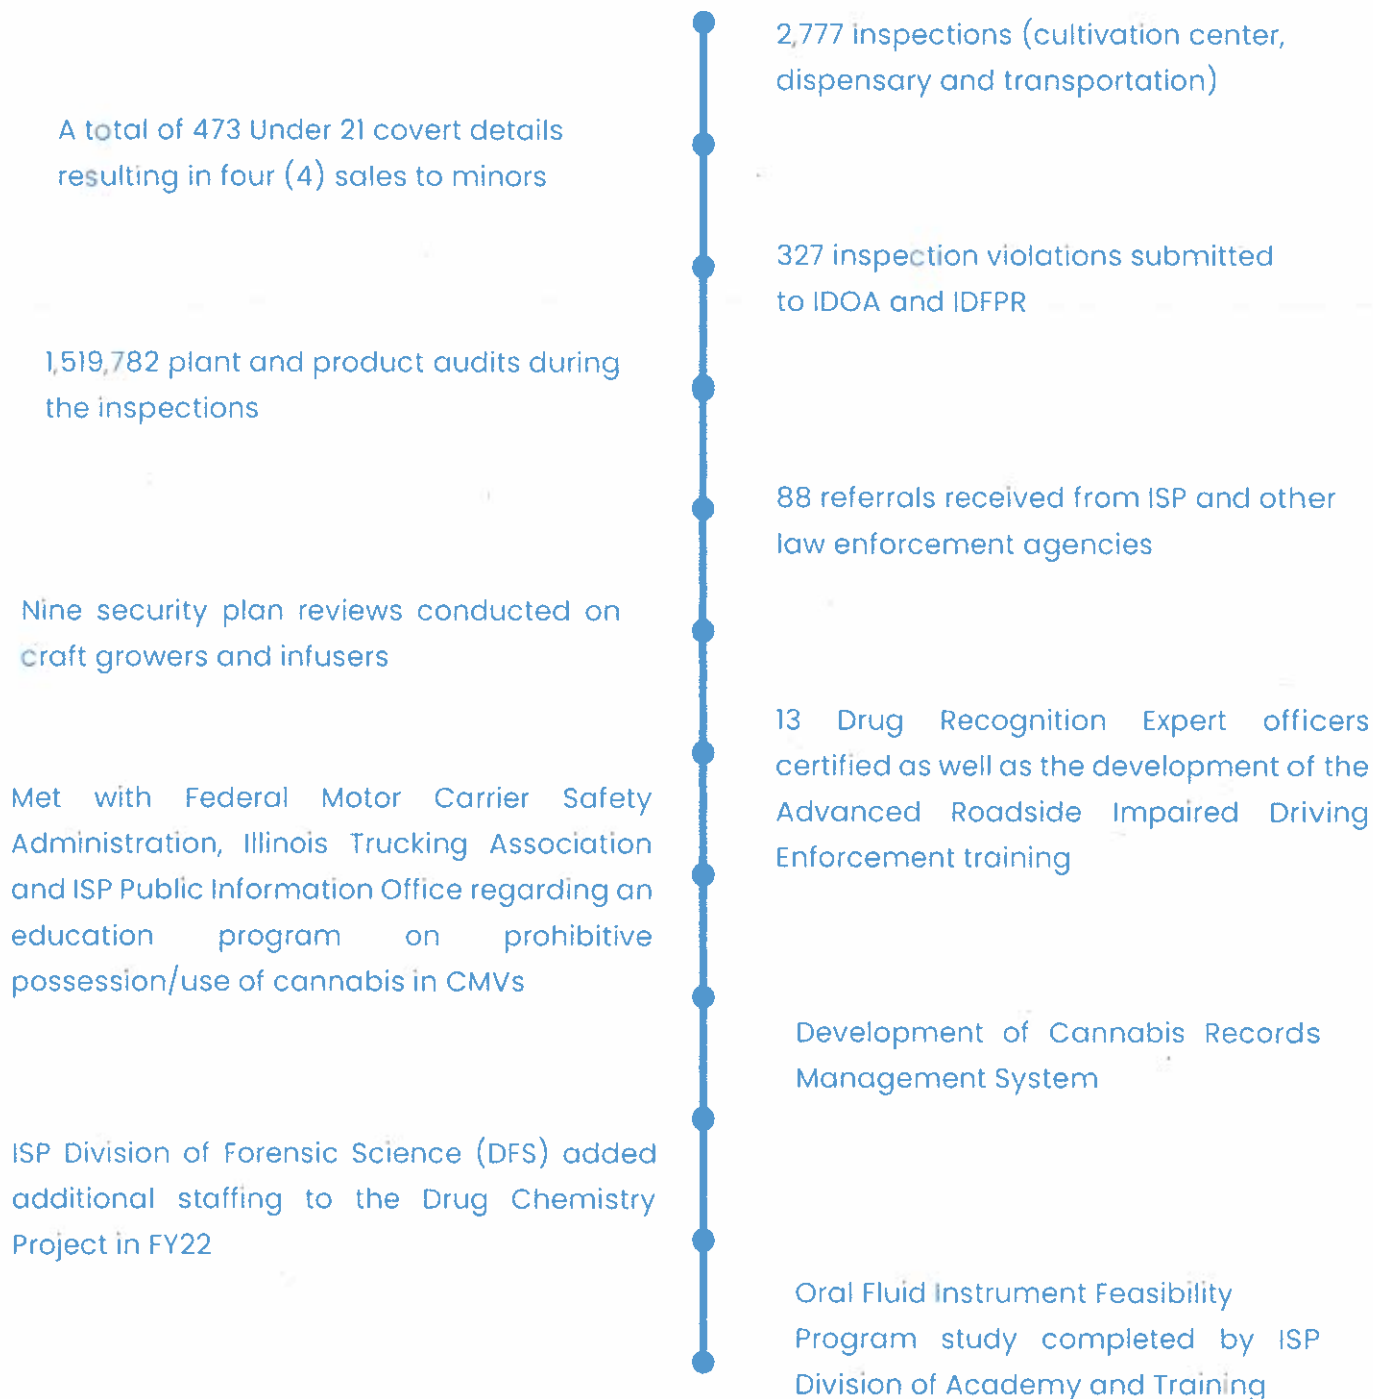 2,777 inspections (cultivation center,
dispensary and transportation)
A total of 473 Under 21 covert details
resulting in four (4) sales to minors
327 inspection violations submitted
to IDOA and IDFPR
1,519,782 plant and product audits during
the inspections
88 referrals received from ISP and other
law enforcement agencies
Nine security plan reviews conducted on
craft growers and infusers
13 Drug Recognition Expert officers
certified as well as the development of the
Advanced Roadside Impaired Driving
Enforcement training
Met with Federal Motor Carrier Safety
Administration, Illinois Trucking Association
and ISP Public Information Office regarding an
education program on prohibitive
possession/use of cannabis in CMVs
Development of Cannabis Records
Management System
ISP Division of Forensic Science (DFS) added
additional staffing to the Drug Chemistry
Project in FY22
Oral Fluid Instrument Feasibility
Program study completed by ISP
Division of Academy and Training